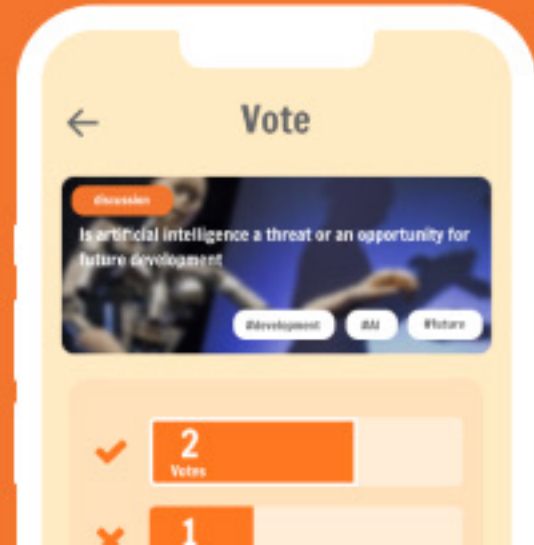 Vote
discussion
Is artificial intelligence a threat or an opportunity for
future development
#development
#AI
#future
2
Votes
1